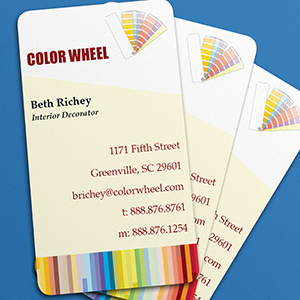 COLOR WHEEL
Beth Richey
Interior Decorator
1171 Fifth Street
Greenville, SC 29601
brichey@colorwheel.com
t: 888.876.8761
m: 888.876.1254